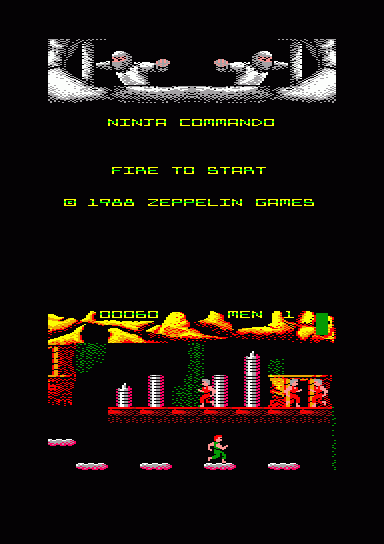 NINJA COMMANDO
FIRE TO START
© 1988 ZEPPELIN GAMES
00060 MEN 1